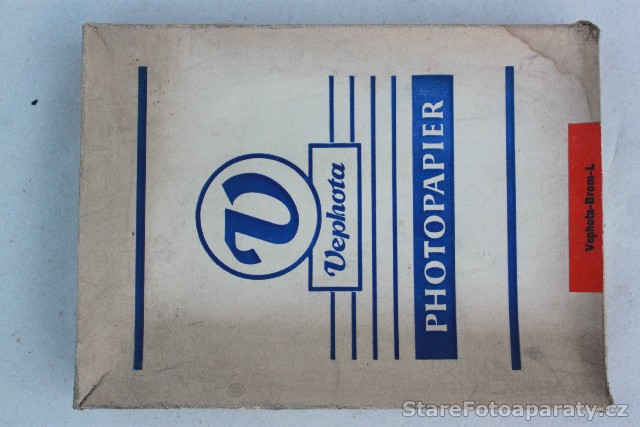 V
Vephota
PHOTOPAPIER
Vephota-Brom-L
StareFotoaparaty.cz